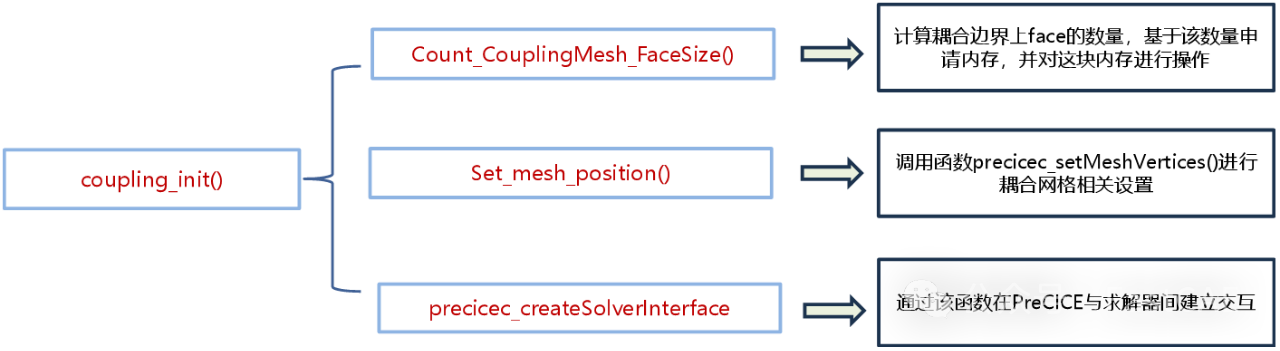 Count_CouplingMesh_FaceSize()
计算耦合边界上face的数量，基于该数量申
请内存，并对这块内存进行操作
coupling_init()
Set_mesh_position()
调用函数precicec_setMeshVertices()进行
耦合网格相关设置
precicec_createSolverInterface
通过该函数在PreCICE与求解器间建立交互